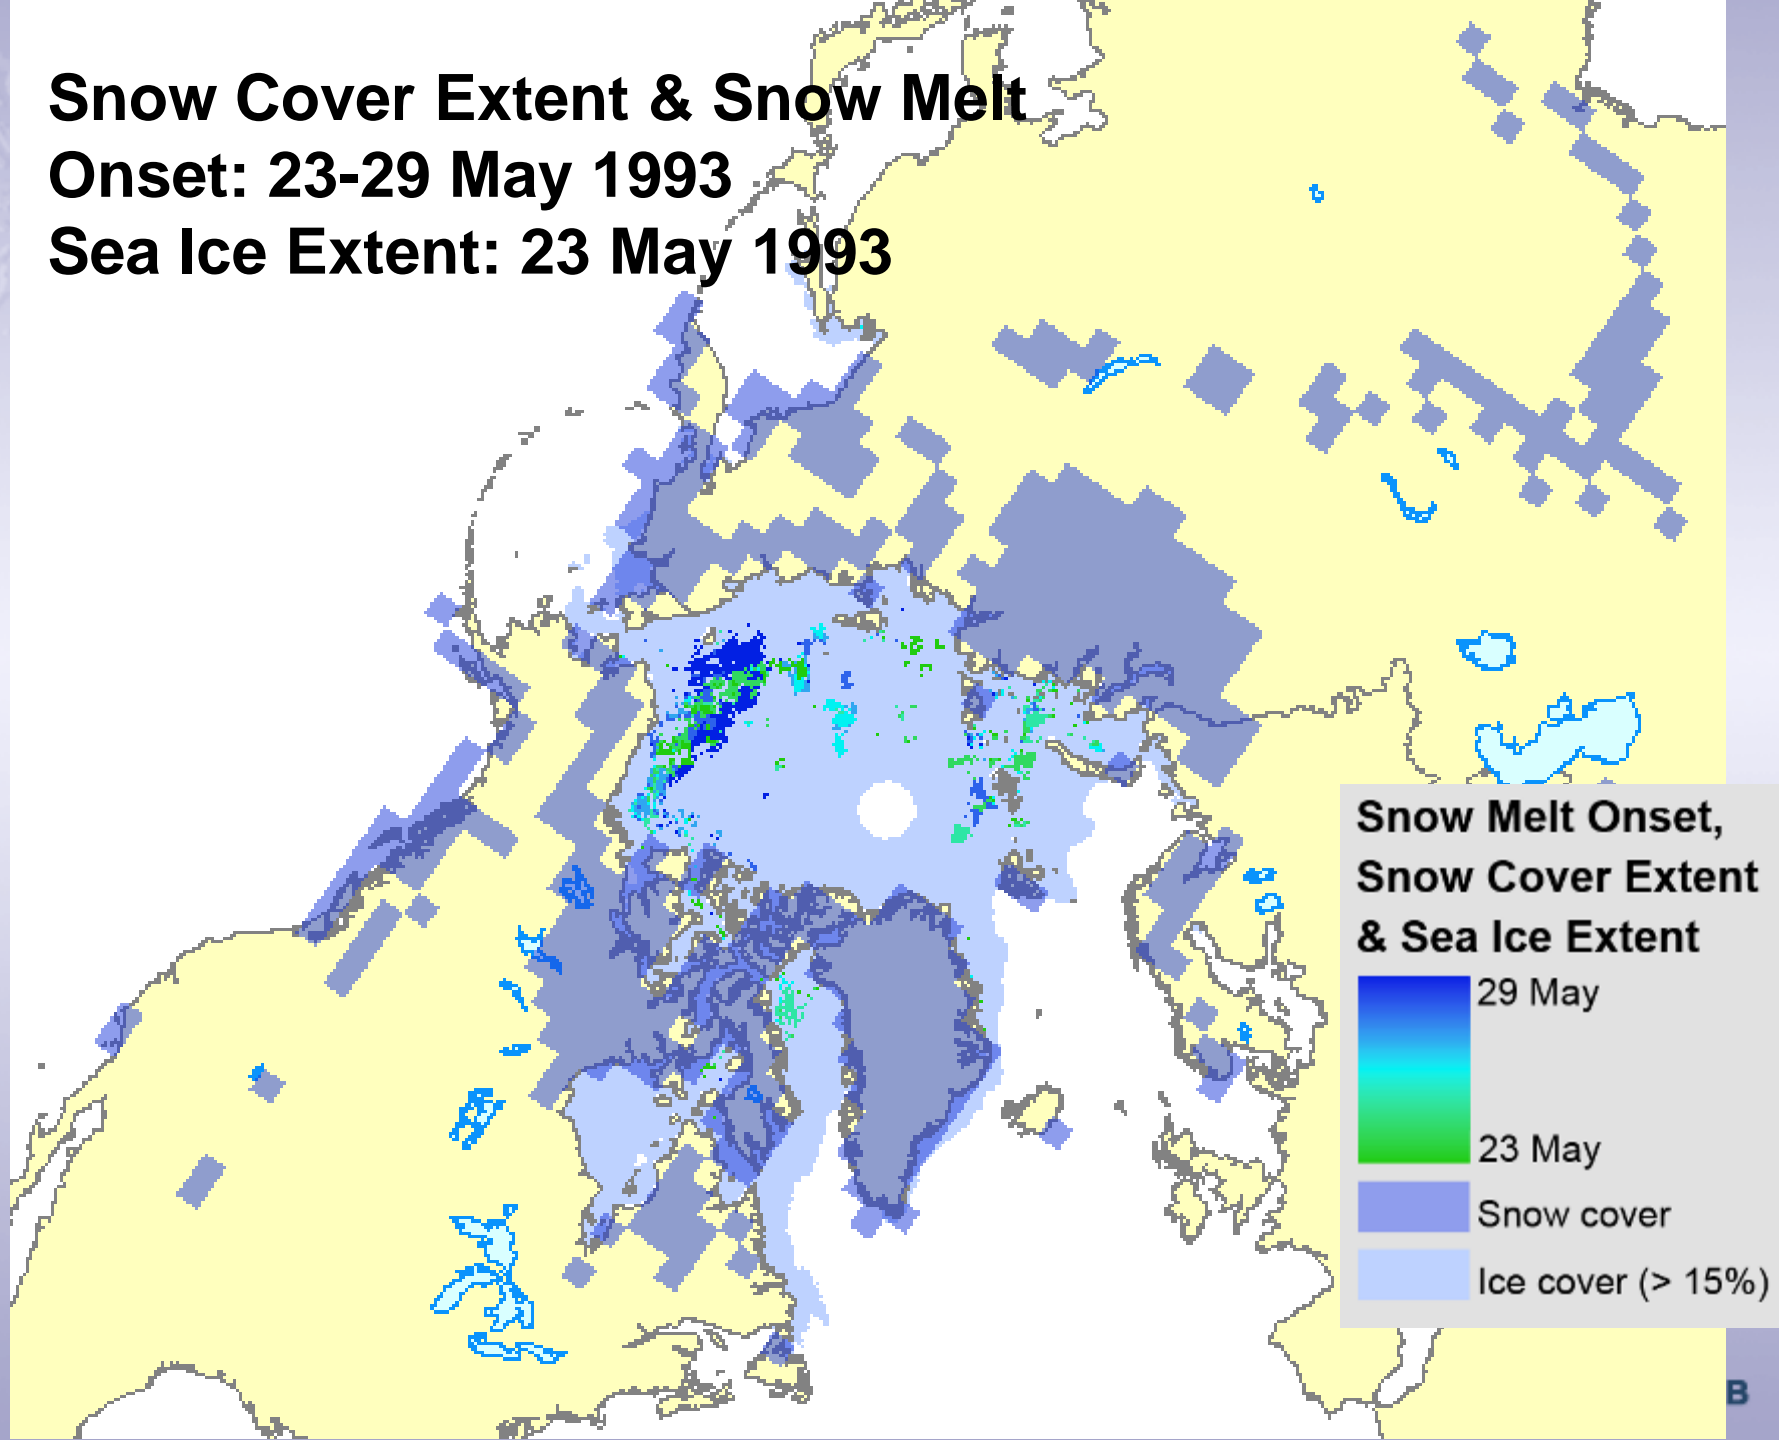 Snow Cover Extent & Snow Melt
Onset: 23-29 May 1993
Sea Ice Extent: 23 May 1993
Snow Melt Onset,
Snow Cover Extent
& Sea Ice Extent
29 May
23 May
Snow cover
Ice cover (> 15%)
B